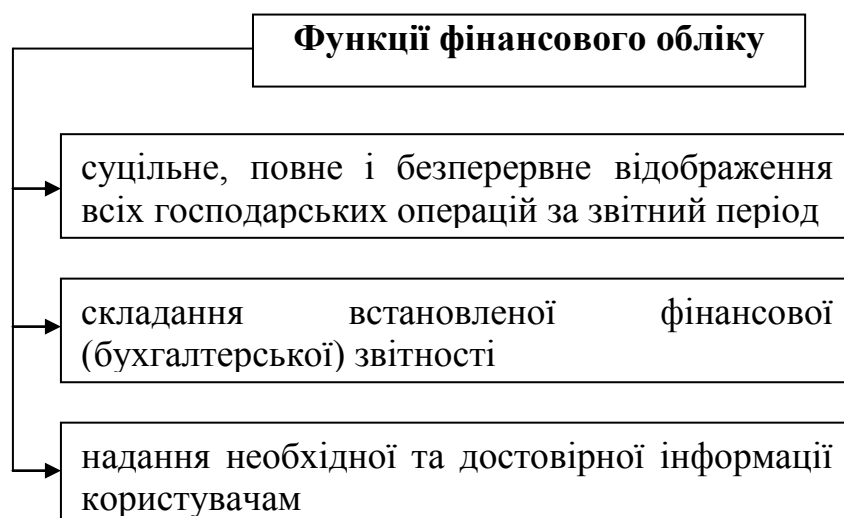 Функції фінансового обліку
суцільне, повне і безперервне відображення
всіх господарських операцій за звітний період
складання встановленої фінансової
(бухгалтерської) звітності
надання необхідної та достовірної інформації
користувачам